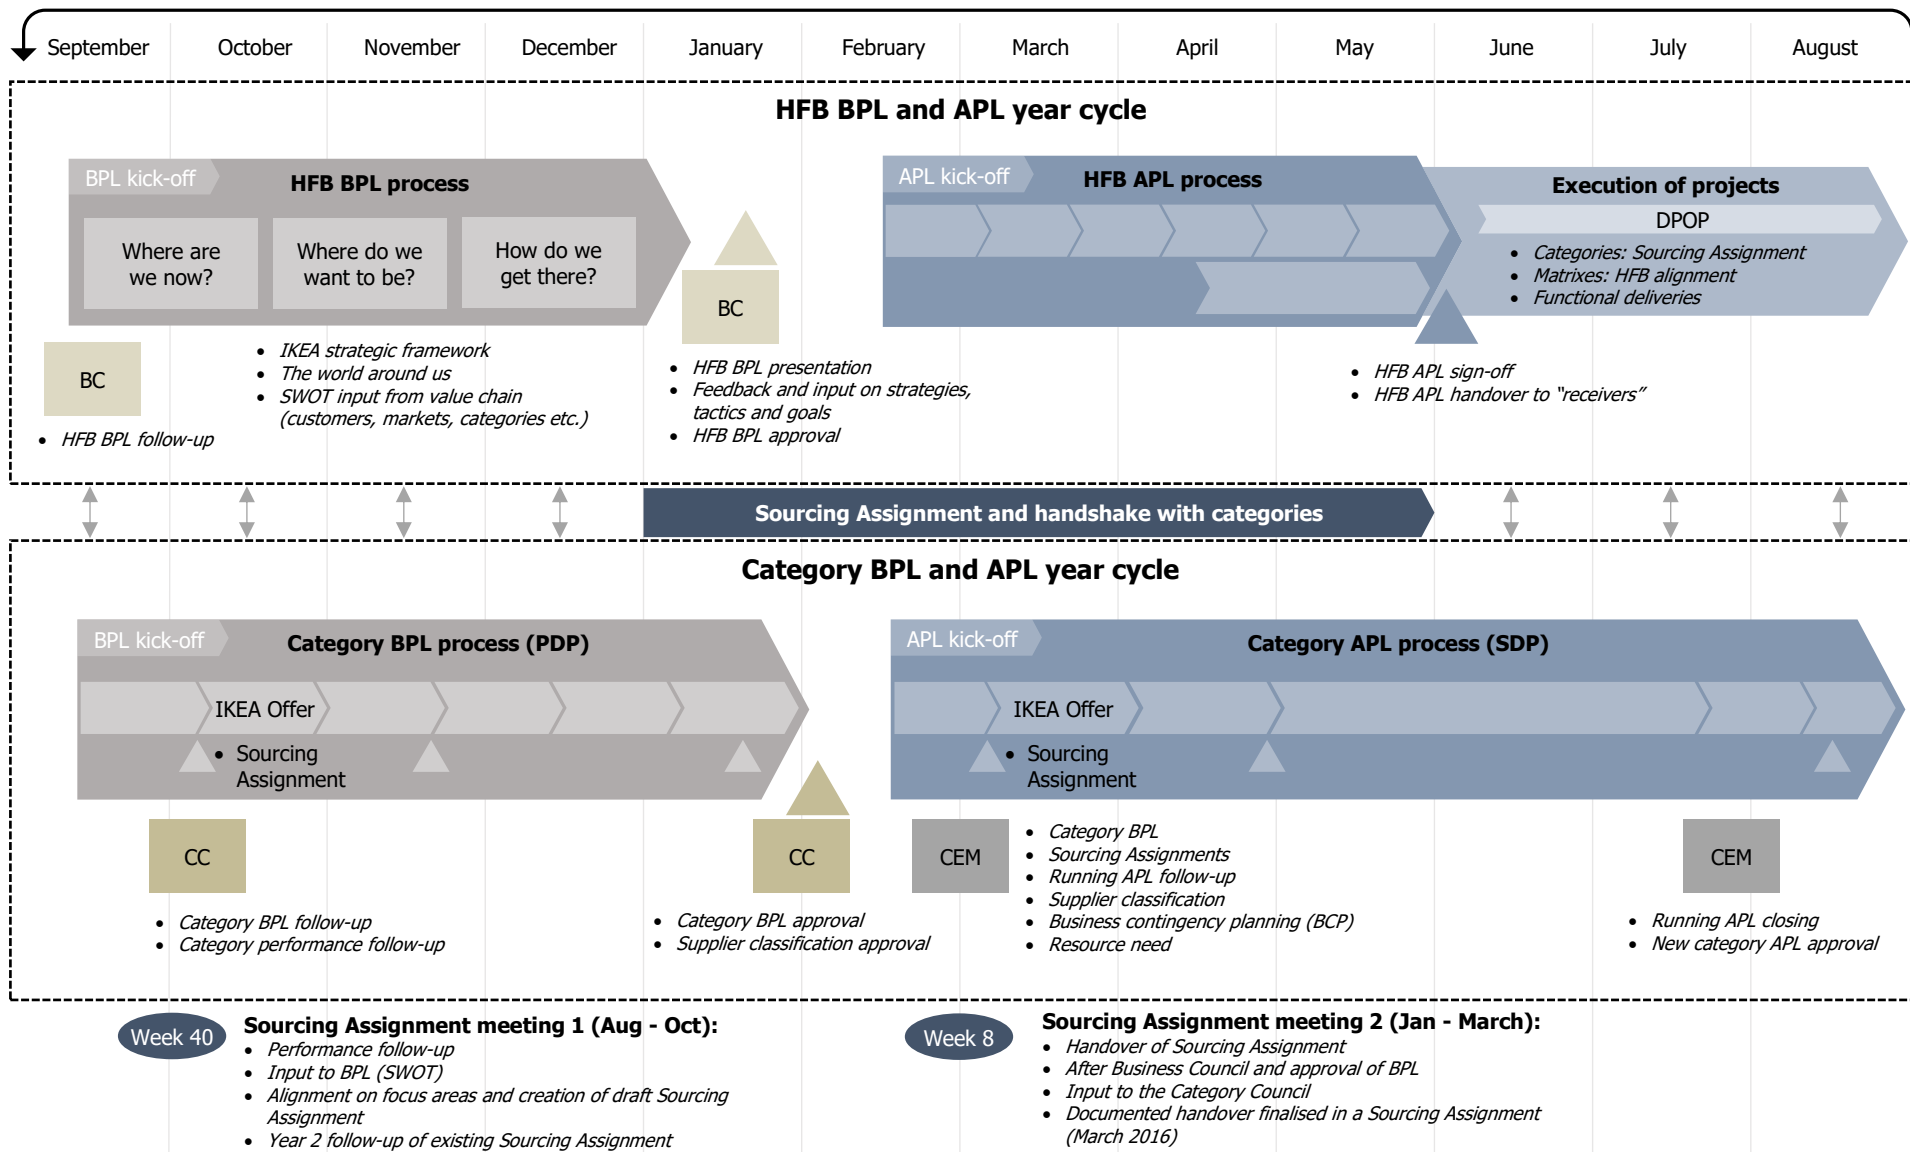 September
October
November
December
January
February
March
April
May
June
July
August
HFB BPL and APL year cycle
BPL kick-off
HFB BPL process
Where are
we now?
Where do we
want to be?
How do we
get there?
BC
• HFB BPL follow-up
• IKEA strategic framework
• The world around us
• SWOT input from value chain
(customers, markets, categories etc.)
BC
• HFB BPL presentation
• Feedback and input on strategies,
tactics and goals
• HFB BPL approval
APL kick-off
HFB APL process
Execution of projects
DPOP
• Categories: Sourcing Assignment
• Matrixes: HFB alignment
• Functional deliveries
• HFB APL sign-off
• HFB APL handover to “receivers”
Sourcing Assignment and handshake with categories
Category BPL and APL year cycle
BPL kick-off
Category BPL process (PDP)
IKEA Offer
• Sourcing
Assignment
CC
• Category BPL follow-up
• Category performance follow-up
CC
• Category BPL approval
• Supplier classification approval
APL kick-off
Category APL process (SDP)
IKEA Offer
• Sourcing
Assignment
CEM
• Category BPL
• Sourcing Assignments
• Running APL follow-up
• Supplier classification
• Business contingency planning (BCP)
• Resource need
CEM
• Running APL closing
• New category APL approval
Week 40
Sourcing Assignment meeting 1 (Aug - Oct):
• Performance follow-up
• Input to BPL (SWOT)
• Alignment on focus areas and creation of draft Sourcing
Assignment
• Year 2 follow-up of existing Sourcing Assignment
Week 8
Sourcing Assignment meeting 2 (Jan - March):
• Handover of Sourcing Assignment
• After Business Council and approval of BPL
• Input to the Category Council
• Documented handover finalised in a Sourcing Assignment
(March 2016)